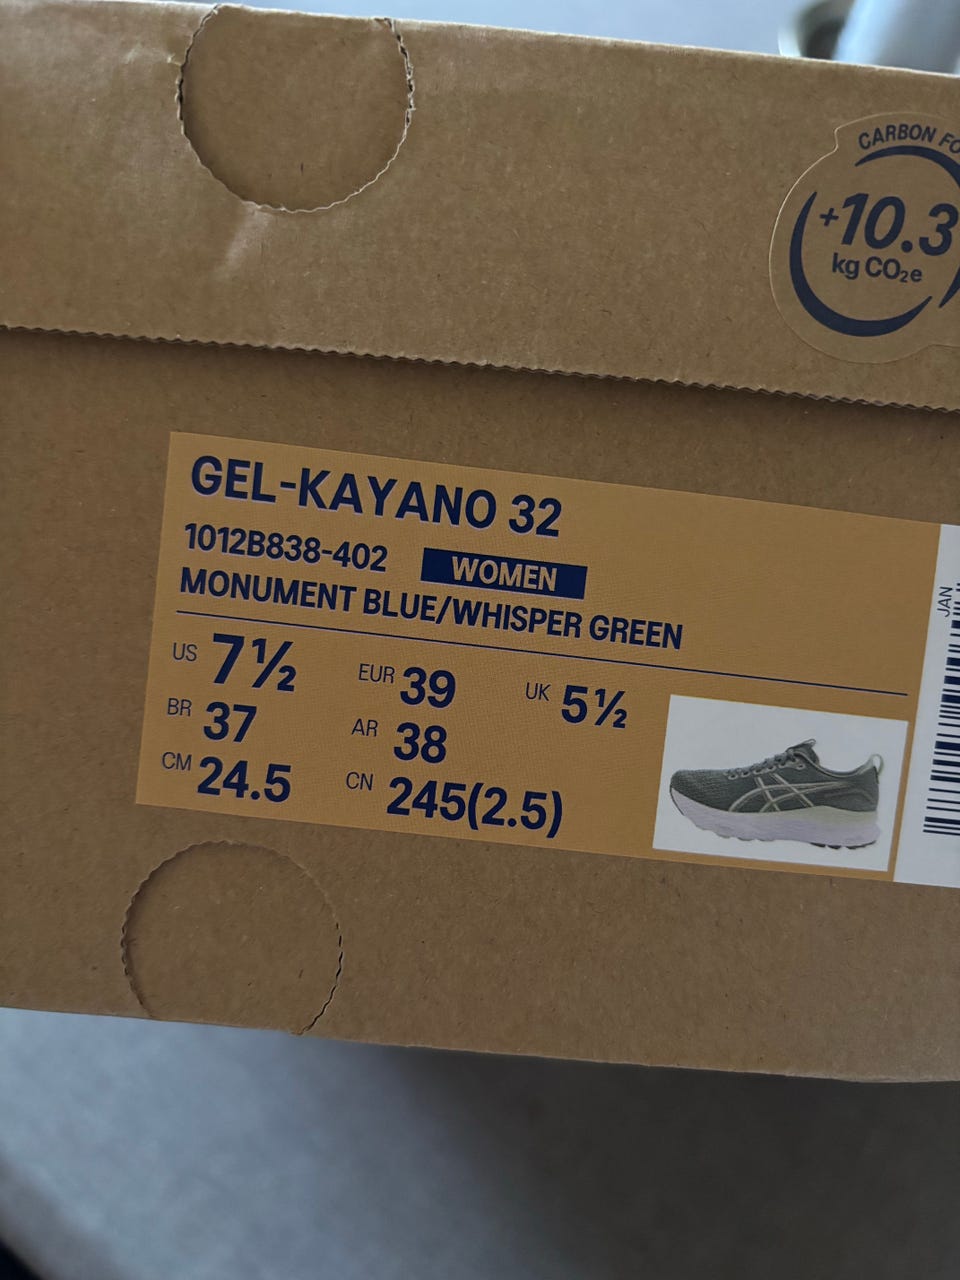 CARBON
+10.3
kg CO₂e
GEL-KAYANO 32
1012B838-402 WOMEN
MONUMENT BLUE/WHISPER GREEN
US 7½ EUR 39 UK 5½
BR 37 AR 38
CM 24.5 CN 245(2.5)
JAN